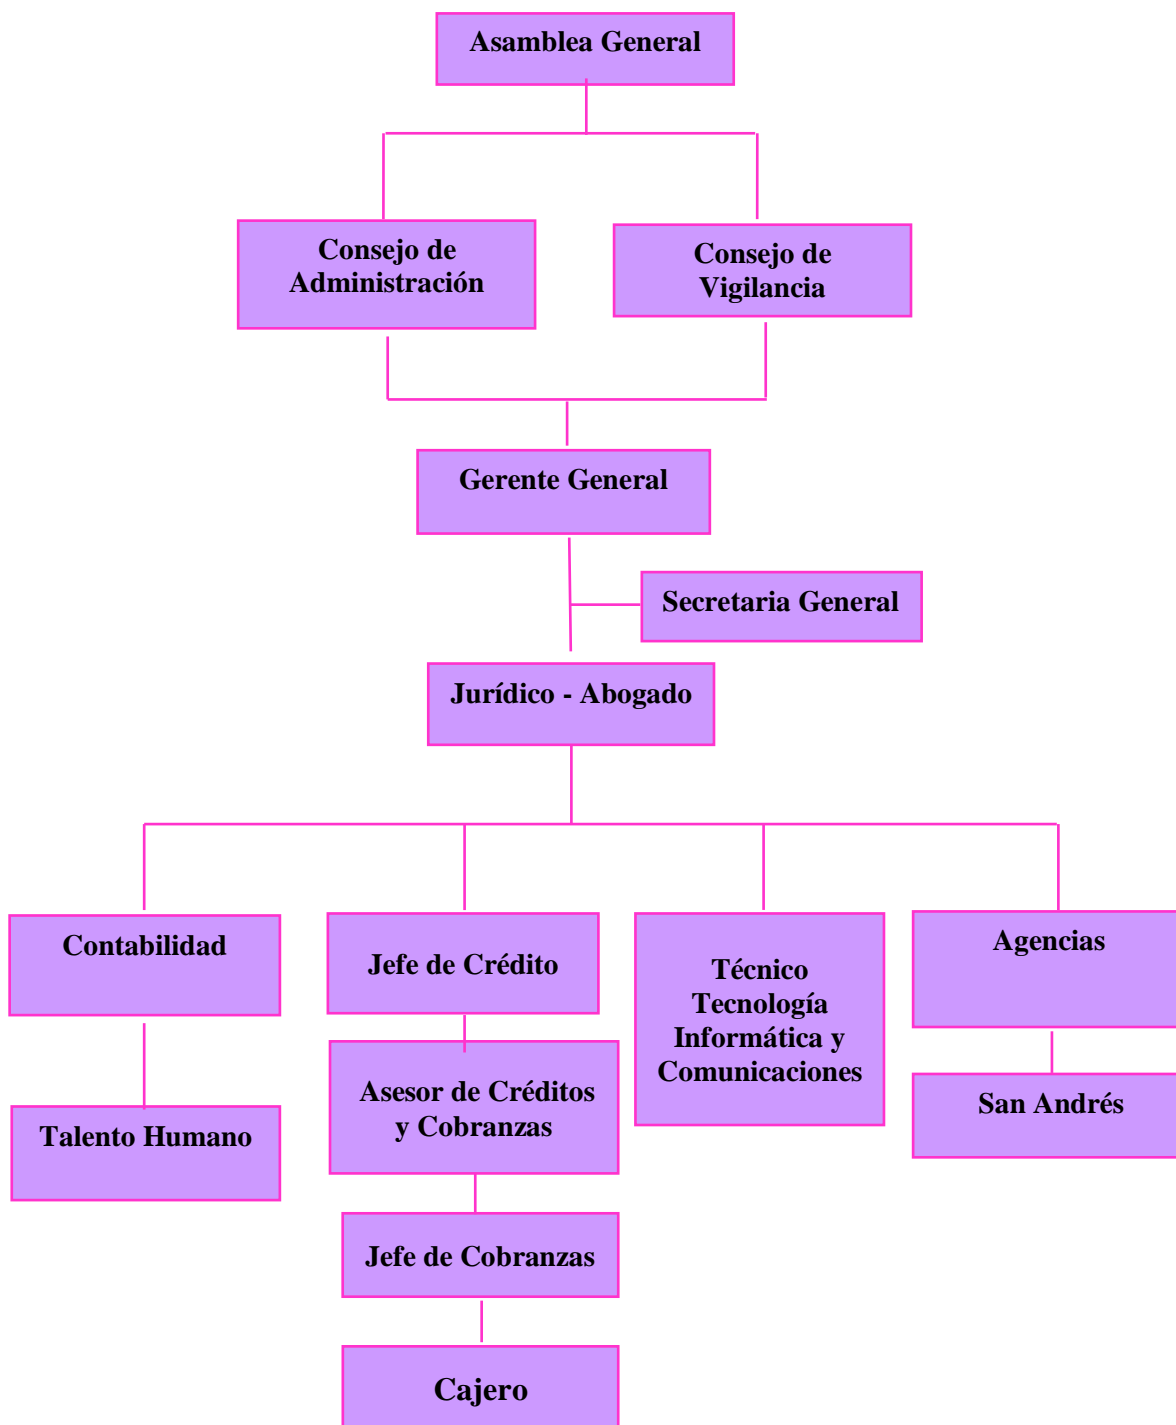 Asamblea General
Consejo de
Administración
Consejo de
Vigilancia
Gerente General
Secretaria General
Jurídico - Abogado
Contabilidad
Jefe de Crédito
Técnico
Tecnología
Informática y
Comunicaciones
Agencias
Talento Humano
Asesor de Créditos
y Cobranzas
San Andrés
Jefe de Cobranzas
Cajero